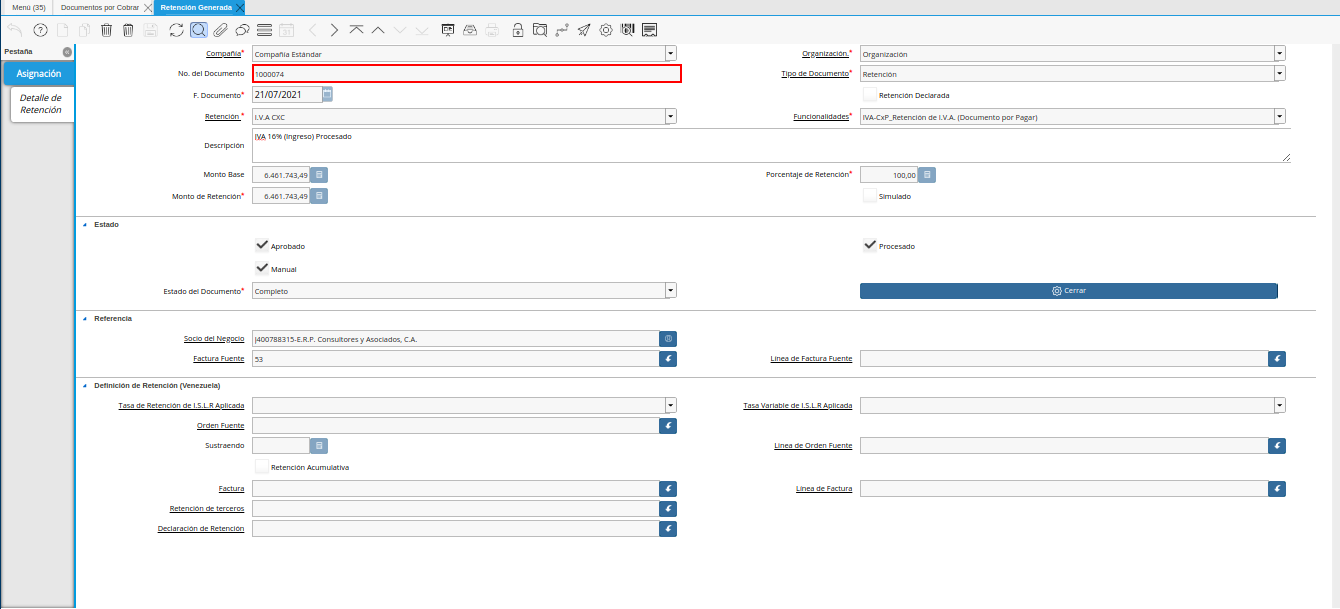 Menú (35) Documentos por Cobrar Retención Generada
Pestaña
Asignación
Detalle de
Retención
Compañía* Compañía Estándar Organización.* Organización
No. del Documento 1000074 Tipo de Documento* Retención
F. Documento* 21/07/2021 Retención Declarada
Retención * I.V.A CXC Funcionalidades* IVA-CxP_Retención de I.V.A. (Documento por Pagar)
Descripción IVA 16% (Ingreso) Procesado
Monto Base 6.461.743,49 Porcentaje de Retención* 100,00
Monto de Retención* 6.461.743,49 Simulado
Estado
Aprobado Procesado
Manual
Estado del Documento* Completo Cerrar
Referencia
Socio del Negocio J400788315-E.R.P. Consultores y Asociados, C.A.
Factura Fuente 53 Línea de Factura Fuente
Definición de Retención (Venezuela)
Tasa de Retención de I.S.L.R Aplicada Tasa Variable de I.S.L.R Aplicada
Orden Fuente
Sustraendo Línea de Orden Fuente
Retención Acumulativa
Factura Línea de Factura
Retención de terceros
Declaración de Retención